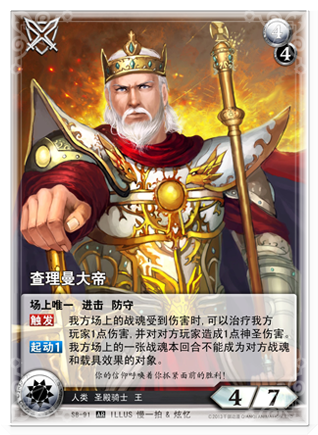 4
4
查理曼大帝
场上唯一 进击 防守
触发 我方场上的战魂受到伤害时, 可以治疗我方
玩家1点伤害, 并对对方玩家造成1点神圣伤害。
起动1 我方场上的一张战魂本回合不能成为对方战魂
和载具效果的对象。
你的信仰呼唤着你抓紧面前的胜利!
4 / 7
人类 圣殿骑士 王
ILLUS 慢一拍 & 炫忆